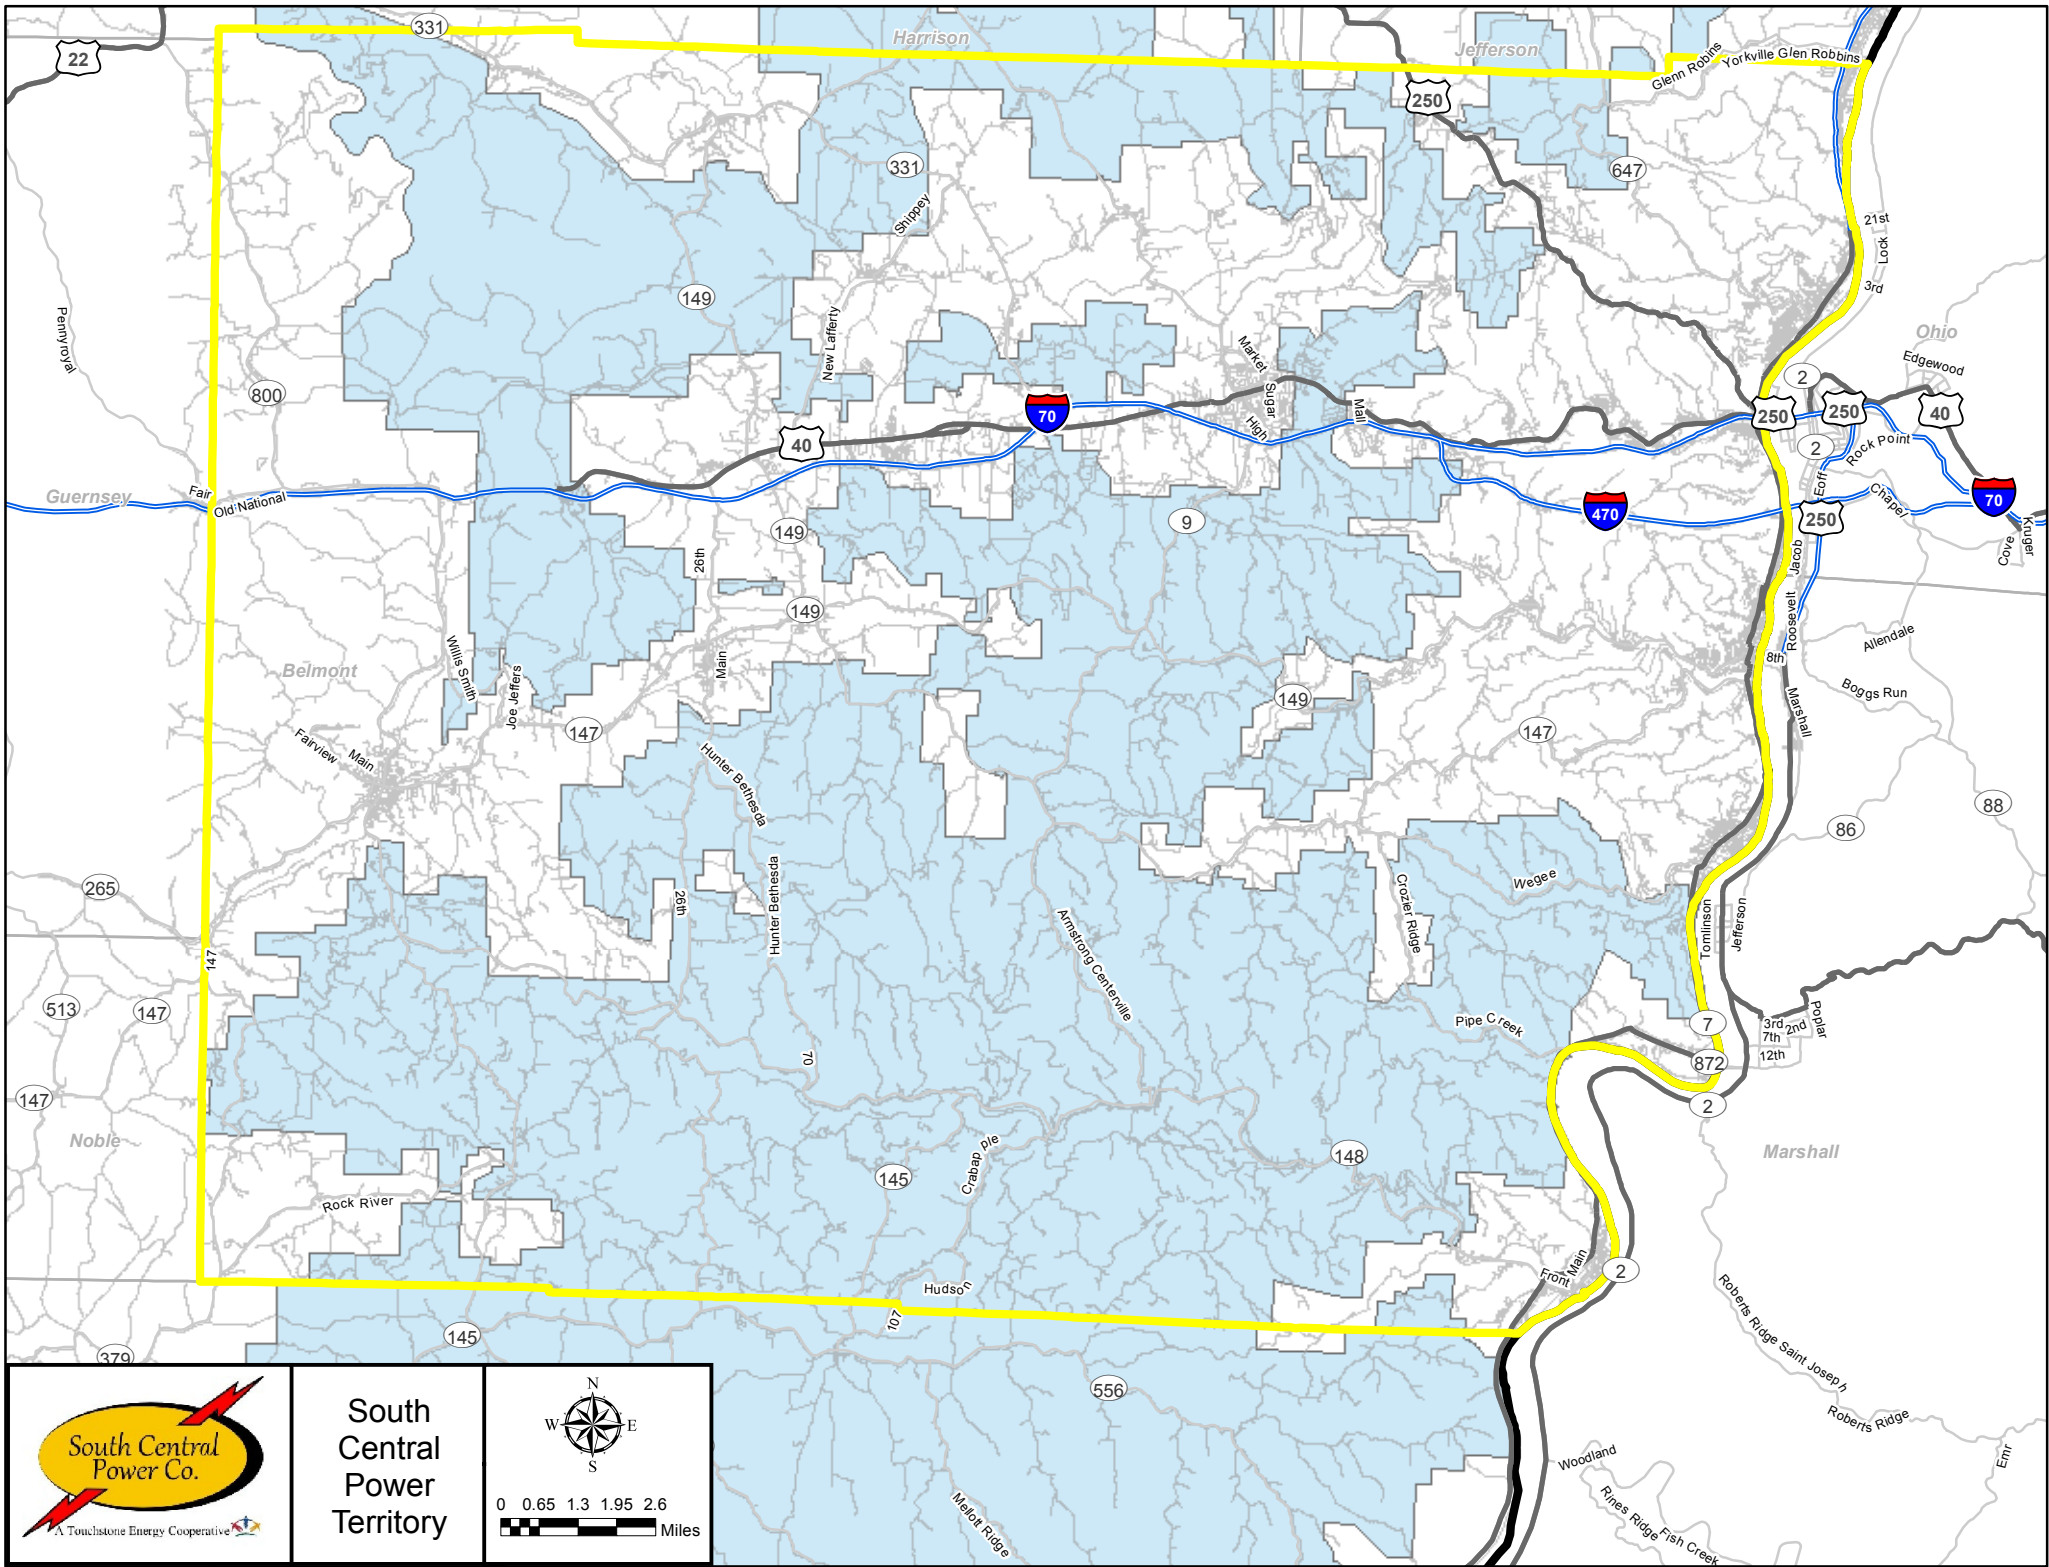 331
22
Harrison
Jefferson
Glenn Robins
Yorkville Glen Robbins
250
331
647
Shippey
21st
Lock
3rd
149
Pennyroyal
New Lafferty
Ohio
Market
Edgewood
2
800
Sugar
Mall
70
250
250
40
High
40
2
Rock Point
Guernsey
Fair
Old National
Eoff
Chapel
70
470
9
250
149
Kruger
Cove
26th
Jacob
149
Roosevelt
Allendale
Willis Smith
Main
8th
Belmont
Joe Jeffers
149
Boggs Run
Marshall
147
147
Fairview
Main
Hunter Bethesda
88
86
265
Wegee
Hunter Bethesda
26th
Crozier Ridge
Tomlinson
Jefferson
Armstrong Centerville
147
513
147
Poplar
Pipe Creek
7
3rd
2nd
7th
12th
70
872
147
2
Noble
Crabapple
148
Marshall
145
Rock River
Front
Main
2
Hudson
107
145
379
Roberts Ridge Saint Joseph
556
Roberts Ridge
Woodland
Emr
Mellott Ridge
Rines Ridge
Fish Creek
South Central
Power Co.
A Touchstone Energy Cooperative
South
Central
Power
Territory
N
W E
S
0 0.65 1.3 1.95 2.6
Miles